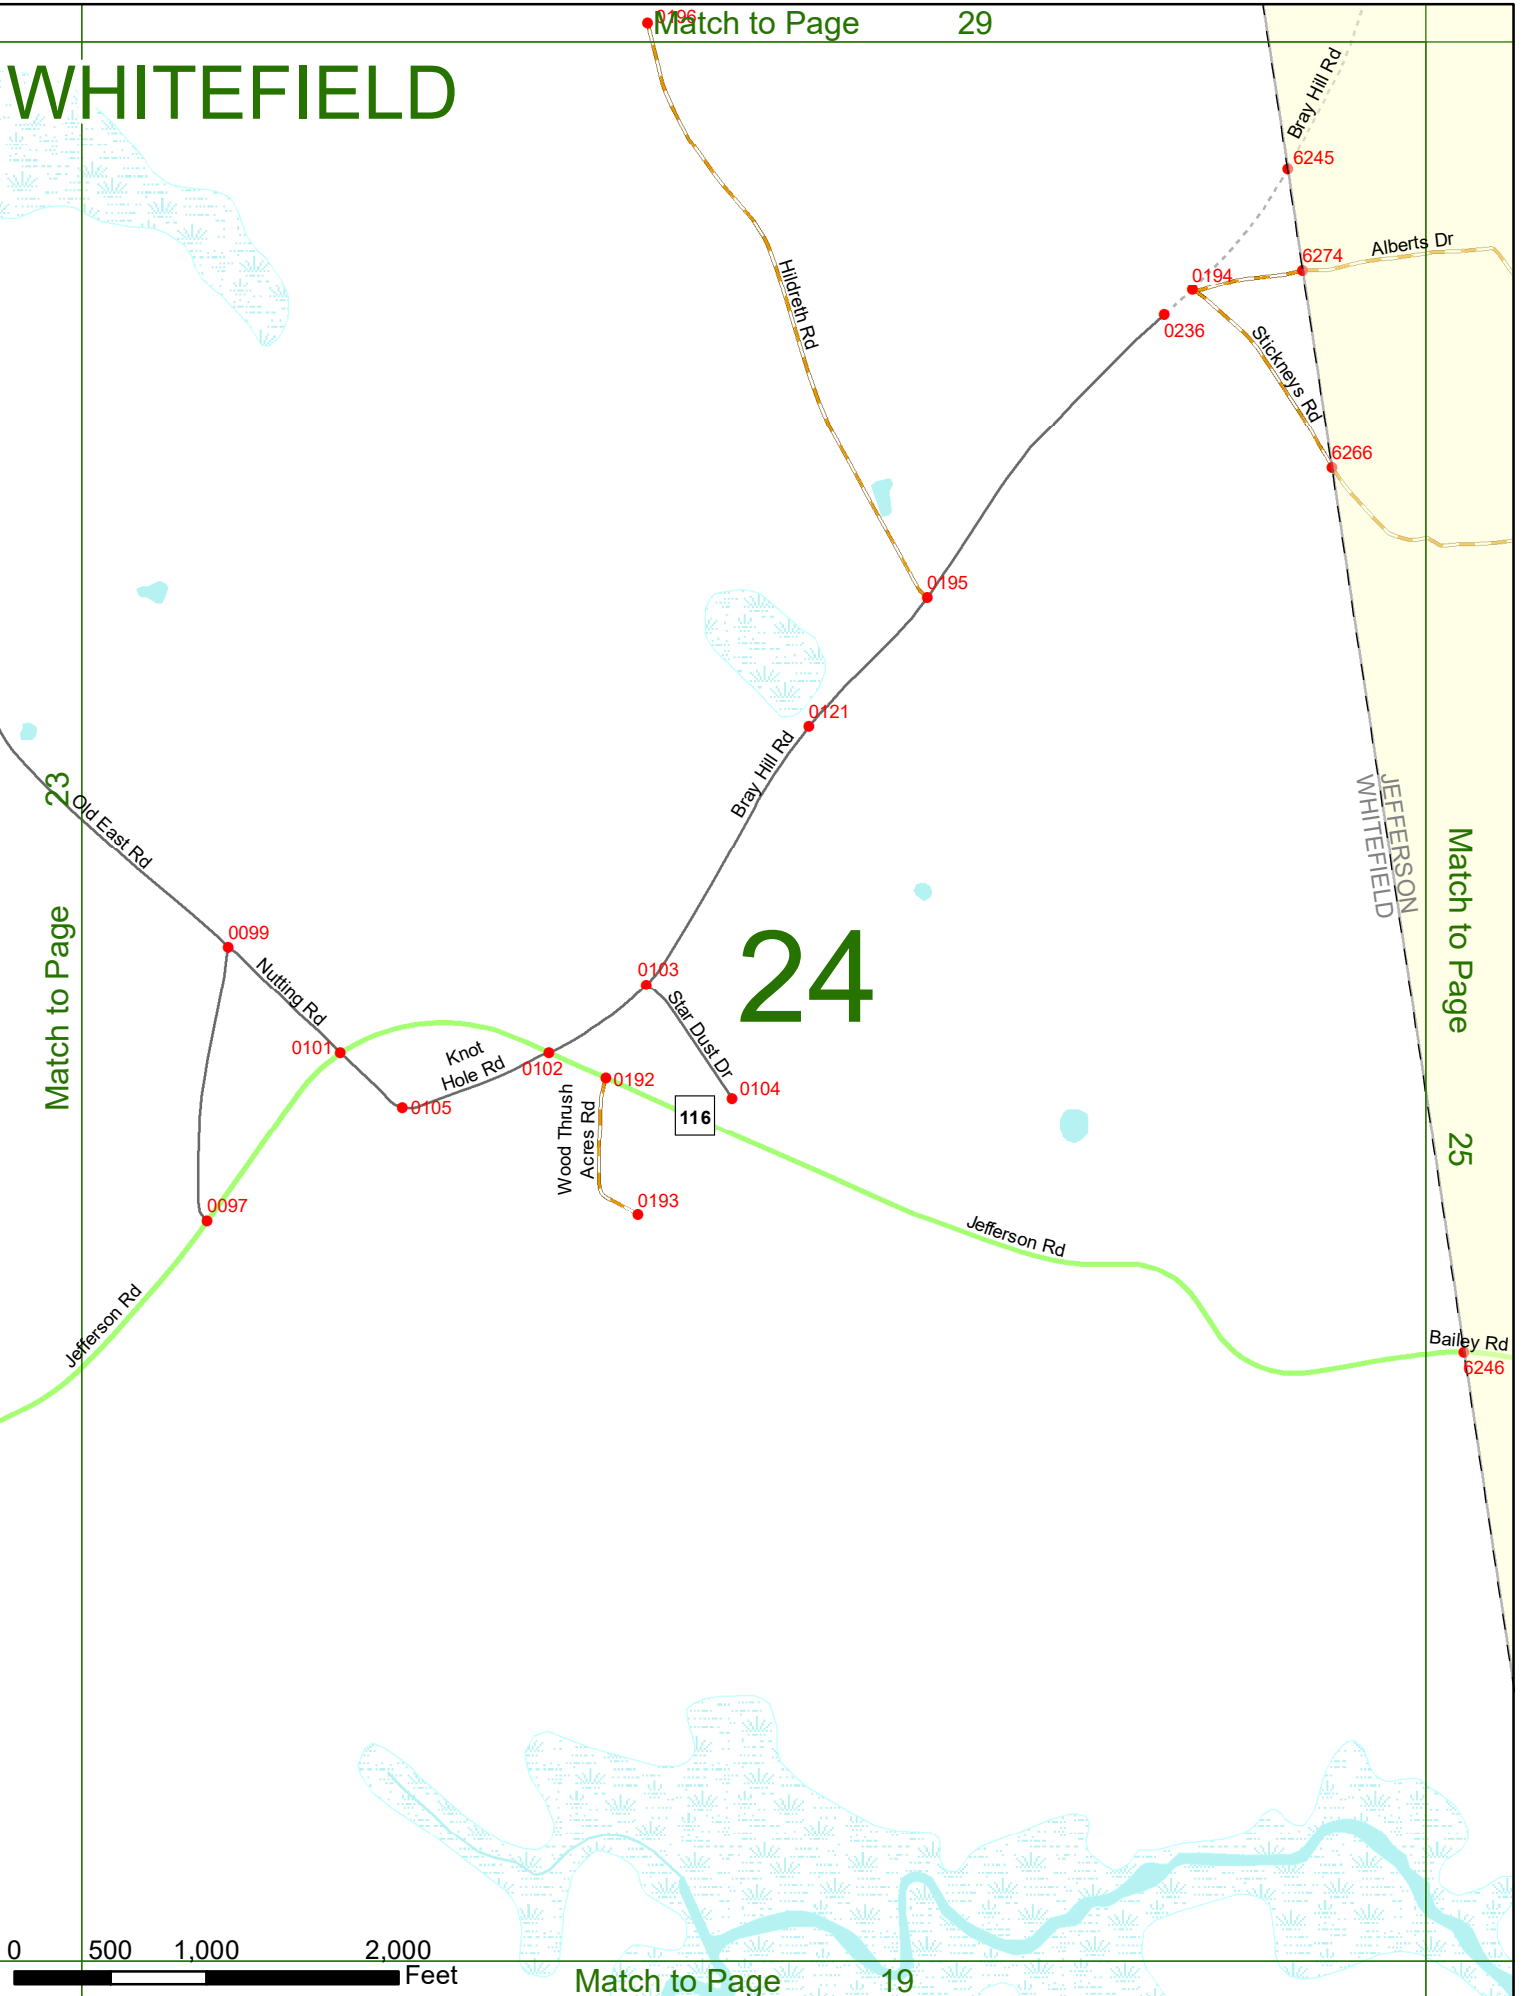 0196
Match to Page 29
WHITEFIELD
Bray Hill Rd
6245
Alberts Dr
6274
0194
0236
Hildreth Rd
Stickneys Rd
6266
0195
0121
Bray Hill Rd
JEFFERSON
WHITEFIELD
Match to Page 23
Old East Rd
Match to Page 25
0099
Nutting Rd
0103
24
Star Dust Dr
0101
Knot
Hole Rd
0102
0192
0104
0105
116
Wood Thrush
Acres Rd
0193
0097
Jefferson Rd
Jefferson Rd
Bailey Rd
6246
0 500 1,000 2,000
Feet
Match to Page 19